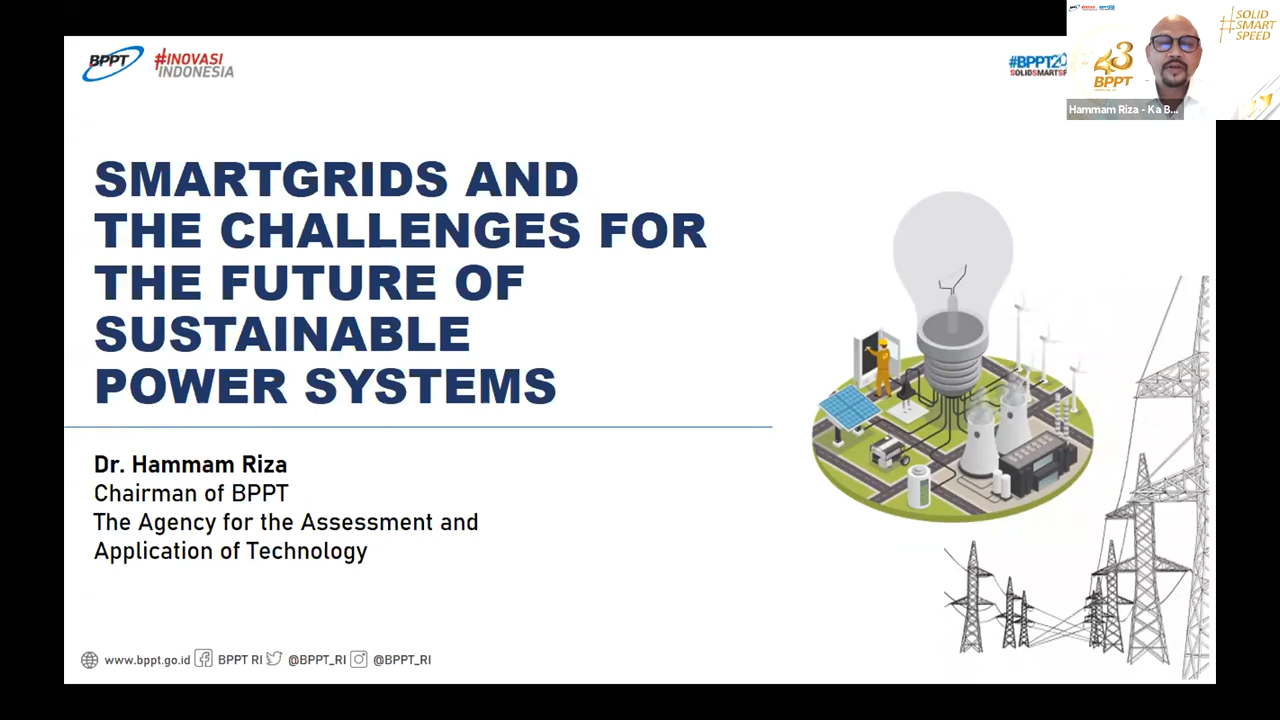 BPPT
#INOVASI
INDONESIA
#BPPT20
SOLIDSMARTSP
43
BPPT
#SOLID
SMART
SPEED
Hammam Riza - Ka B...
SMARTGRIDS AND
THE CHALLENGES FOR
THE FUTURE OF
SUSTAINABLE
POWER SYSTEMS
Dr. Hammam Riza
Chairman of BPPT
The Agency for the Assessment and
Application of Technology
www.bppt.go.id BPPT RI @BPPT_RI @BPPT_RI